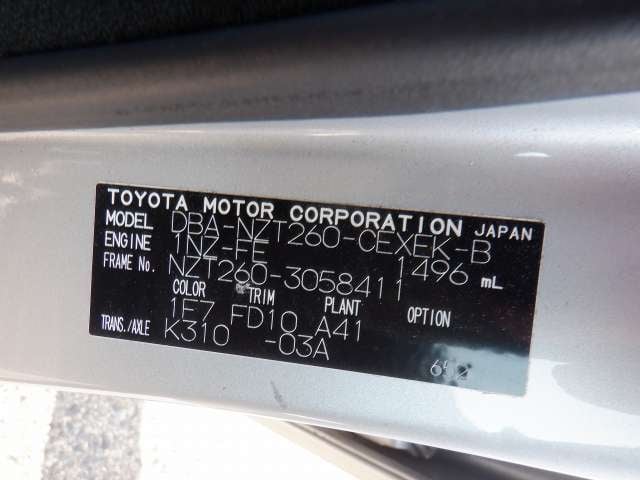 TOYOTA MOTOR CORPORATION JAPAN
MODEL DBA-NZT260-CEXEK-B
ENGINE 1NZ-FE 1496 mL
FRAME No. NZT260-3058411
COLOR TRIM PLANT OPTION
1E7 FD10 A41
TRANS./AXLE K310 -03A